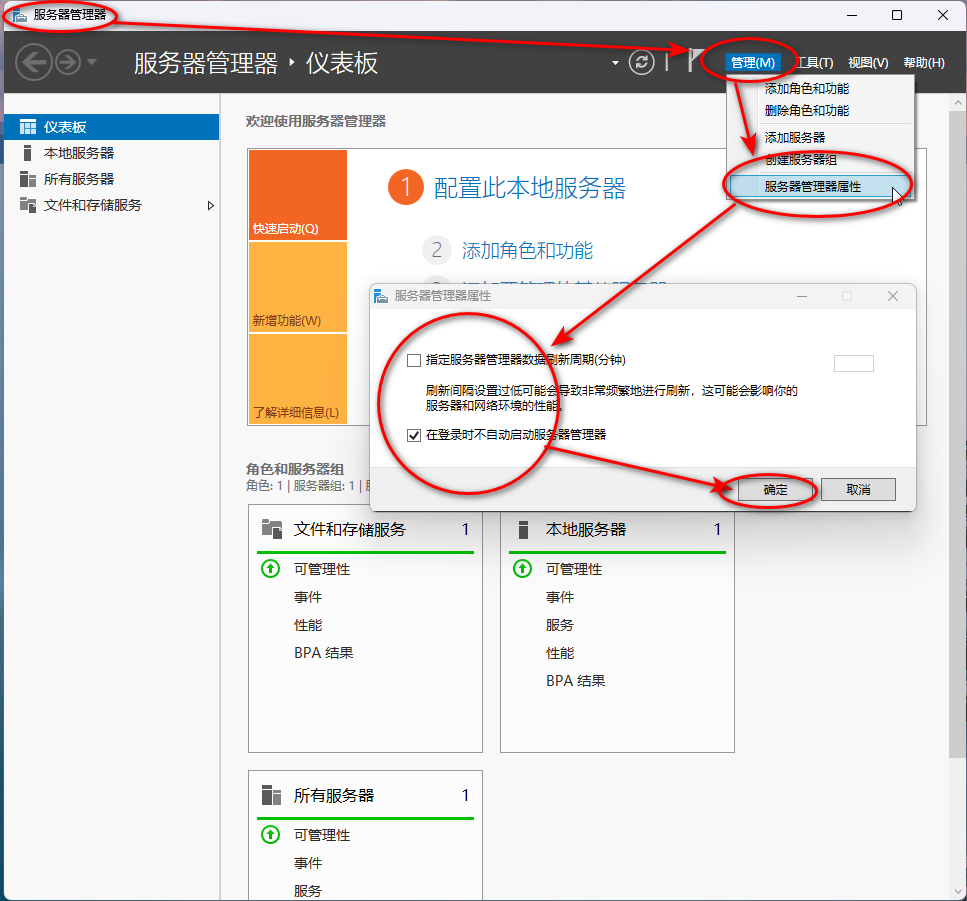 服务器管理器
服务器管理器 · 仪表板
管理(M) 工具(T) 视图(V) 帮助(H)
添加角色和功能
删除角色和功能
添加服务器
创建服务器组
服务器管理器属性
仪表板
本地服务器
所有服务器
文件和存储服务
欢迎使用服务器管理器
快速启动(Q)
新增功能(W)
了解详细信息(L)
1 配置此本地服务器
2 添加角色和功能
服务器管理器属性
指定服务器管理器数据刷新周期(分钟)
刷新间隔设置过低可能会导致非常频繁地进行刷新，这可能会影响你的
服务器和网络环境的性能。
在登录时不自动启动服务器管理器
确定 取消
角色和服务器组
角色: 1 | 服务器组: 1 |
文件和存储服务 1
可管理性
事件
性能
BPA 结果
本地服务器 1
可管理性
事件
服务
性能
BPA 结果
所有服务器 1
可管理性
事件
服务